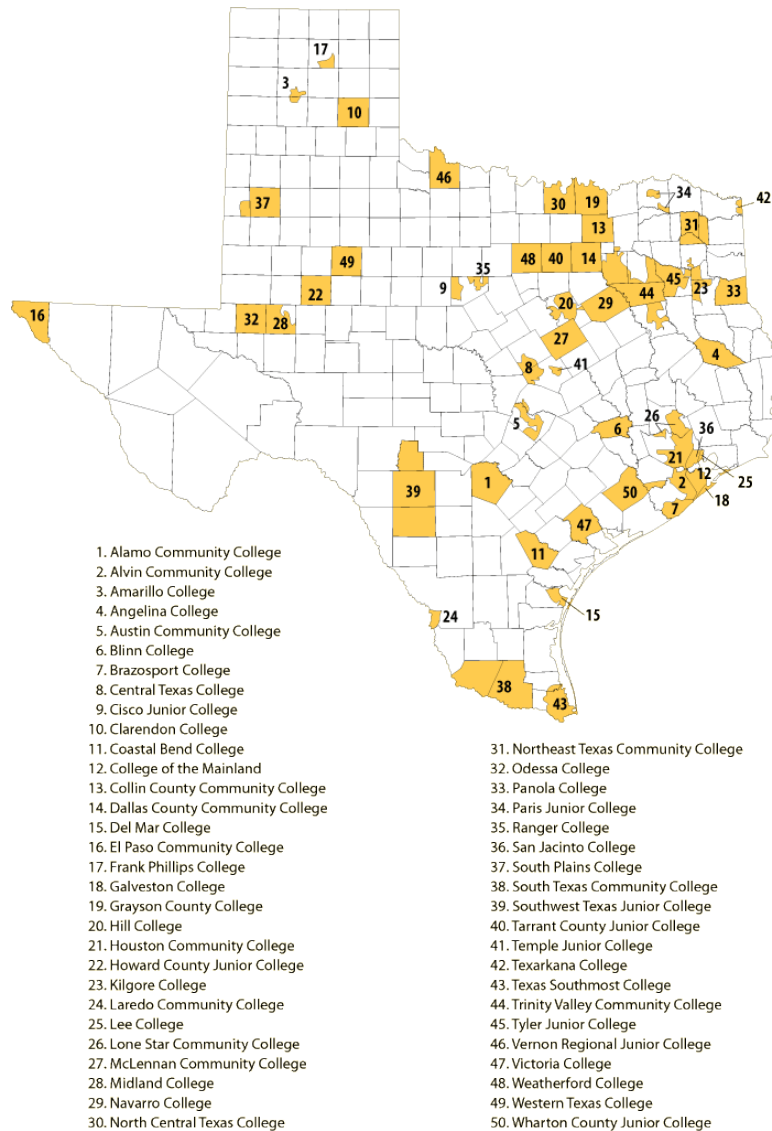 17
3
10
46
34
42
37
30
19
13
31
49
35
48
40
14
9
45
23
33
16
22
20
29
44
32
28
27
4
8
41
5
26
36
6
21
12
25
1
39
50
2
18
7
47
11
15
24
38
43
1. Alamo Community College
2. Alvin Community College
3. Amarillo College
4. Angelina College
5. Austin Community College
6. Blinn College
7. Brazosport College
8. Central Texas College
9. Cisco Junior College
10. Clarendon College
11. Coastal Bend College
12. College of the Mainland
13. Collin County Community College
14. Dallas County Community College
15. Del Mar College
16. El Paso Community College
17. Frank Phillips College
18. Galveston College
19. Grayson County College
20. Hill College
21. Houston Community College
22. Howard County Junior College
23. Kilgore College
24. Laredo Community College
25. Lee College
26. Lone Star Community College
27. McLennan Community College
28. Midland College
29. Navarro College
30. North Central Texas College
31. Northeast Texas Community College
32. Odessa College
33. Panola College
34. Paris Junior College
35. Ranger College
36. San Jacinto College
37. South Plains College
38. South Texas Community College
39. Southwest Texas Junior College
40. Tarrant County Junior College
41. Temple Junior College
42. Texarkana College
43. Texas Southmost College
44. Trinity Valley Community College
45. Tyler Junior College
46. Vernon Regional Junior College
47. Victoria College
48. Weatherford College
49. Western Texas College
50. Wharton County Junior College